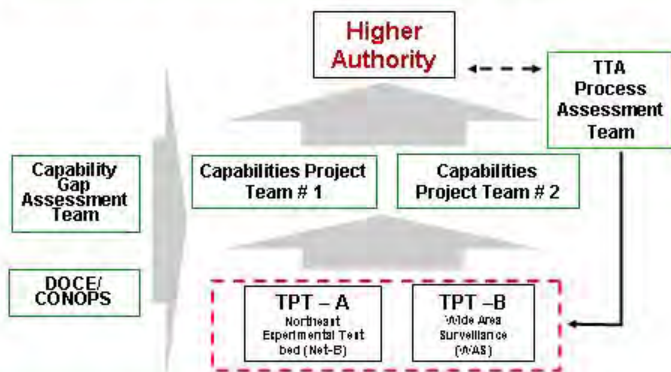 Higher
Authority
TTA
Process
Assessment
Team
Capability
Gap
Assessment
Team
Capabilities Project
Team # 1
Capabilities
Project Team # 2
DOCE/
CONOPS
TPT – A
Northeast
Experimental Test
bed (Net-B)
TPT –B
Wide Area
Surveillance
(WAS)